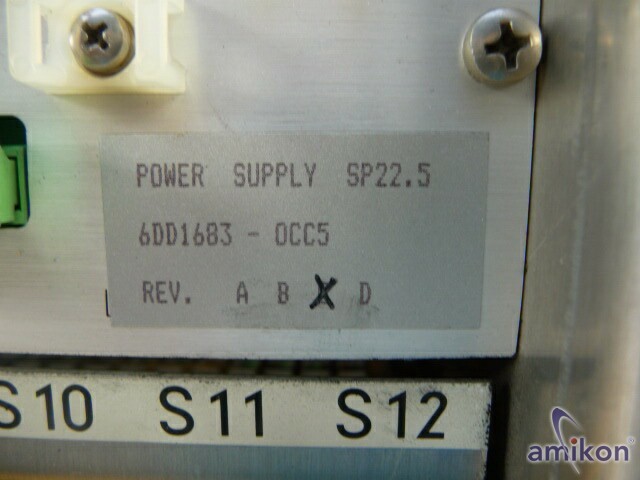 POWER SUPPLY SP22.5
6DD1683 - 0CC5
REV. A B X D
S10 S11 S12
amikon